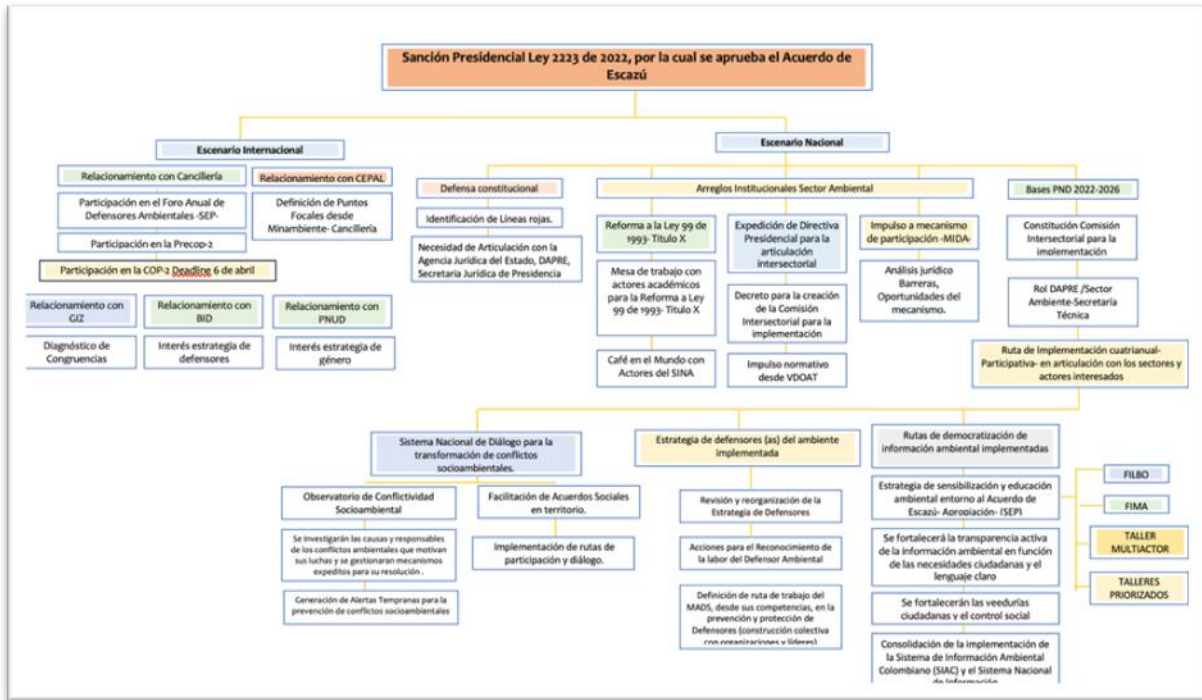 Sanción Presidencial Ley 2223 de 2022, por la cual se aprueba el Acuerdo de
Escazú
Escenario Internacional
Relacionamiento con Cancillería
Participación en el Foro Anual de
Defensores Ambientales -SEP-
Participación en la Precop-2
Participación en la COP-2 Deadline 6 de abril
Relacionamiento con CEPAL
Definición de Puntos
Focales desde
Minambiente- Cancillería
Relacionamiento con
GIZ
Diagnóstico de
Congruencias
Relacionamiento con
BID
Interés estrategia de
defensores
Relacionamiento con
PNUD
Interés estrategia de
género
Escenario Nacional
Defensa constitucional
Identificación de Líneas rojas.
Necesidad de Articulación con la
Agencia Jurídica del Estado, DAPRE,
Secretaria Jurídica de Presidencia
Arreglos Institucionales Sector Ambiental
Reforma a la Ley 99 de
1993- Titulo X
Mesa de trabajo con
actores académicos
para la Reforma a Ley
99 de 1993- Titulo X
Café en el Mundo con
Actores del SINA
Expedición de Directiva
Presidencial para la
articulación
intersectorial
Decreto para la creación
de la Comisión
Intersectorial para la
implementación
Impulso normativo
desde VDOAT
Impulso a mecanismo
de participación -MIDA-
Análisis jurídico
Barreras,
Oportunidades del
mecanismo.
Bases PND 2022-2026
Constitución Comisión
Intersectorial para la
implementación
Rol DAPRE /Sector
Ambiente-Secretaría
Técnica
Ruta de Implementación cuatrianual-
Participativa- en articulación con los sectores y
actores interesados
Sistema Nacional de Diálogo para la
transformación de conflictos
socioambientales.
Observatorio de Conflictividad
Socioambiental
Se investigarán las causas y responsables
de los conflictos ambientales que motivan
sus luchas y se gestionaran mecanismos
expeditos para su resolución .
Generación de Alertas Tempranas para la
prevención de conflictos socioambientales
Facilitación de Acuerdos Sociales
en territorio.
Implementación de rutas de
participación y diálogo.
Estrategia de defensores (as) del ambiente
implementada
Revisión y reorganización de la
Estrategia de Defensores
Acciones para el Reconocimiento de
la labor del Defensor Ambiental
Definición de ruta de trabajo del
MADS, desde sus competencias, en la
prevención y protección de
Defensores (construcción colectiva
con organizaciones y líderes)
Rutas de democratización de
información ambiental implementadas
Estrategia de sensibilización y educación
ambiental entorno al Acuerdo de
Escazú- Apropiación- (SEP)
Se fortalecerá la transparencia activa
de la información ambiental en función
de las necesidades ciudadanas y el
lenguaje claro
Se fortalecerán las veedurías
ciudadanas y el control social
Consolidación de la implementación de
la Sistema de Información Ambiental
Colombiano (SIAC) y el Sistema Nacional
de Información
FILBO
FIMA
TALLER
MULTIACTOR
TALLERES
PRIORIZADOS